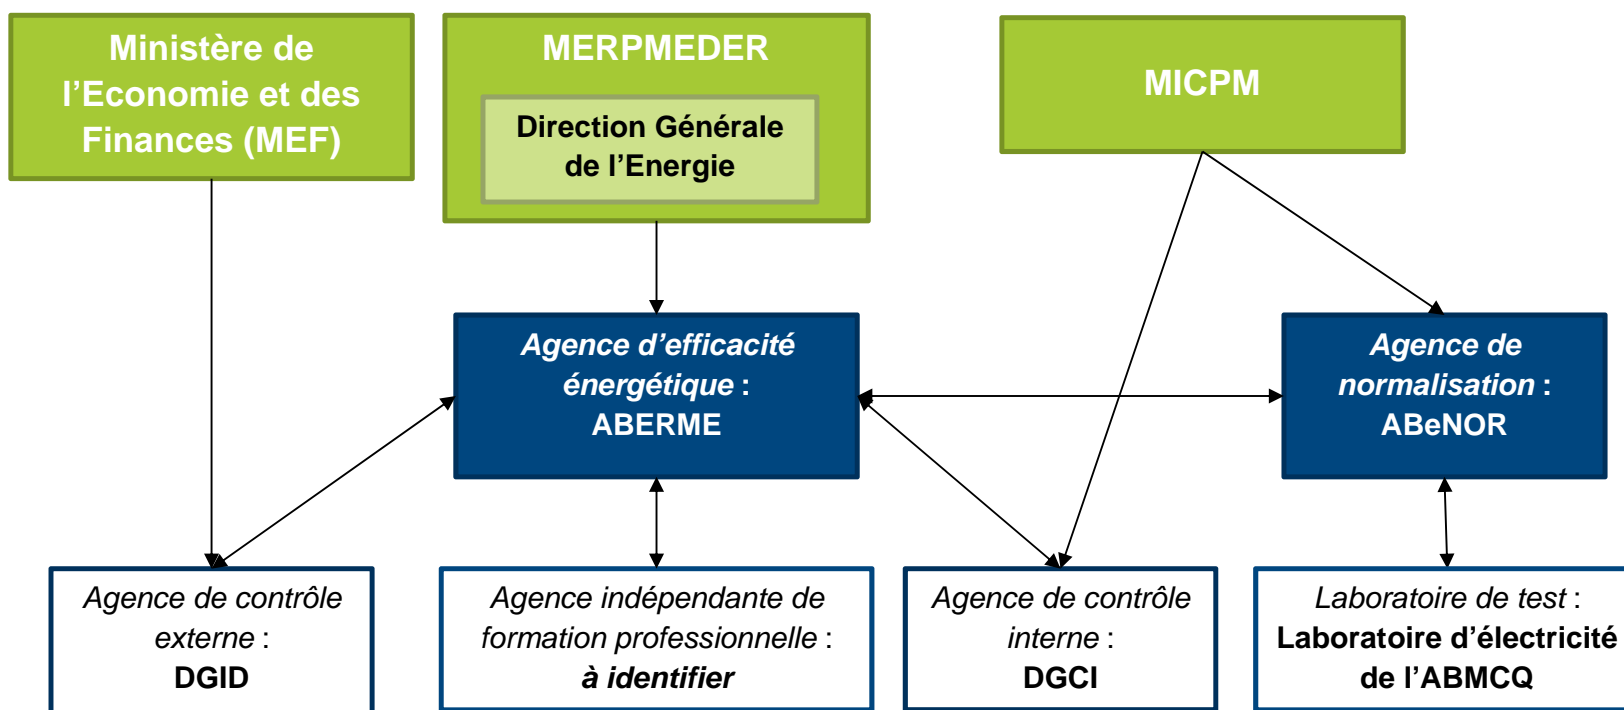 Ministère de
l’Economie et des
Finances (MEF)
MERPMEDER
Direction Générale
de l’Energie
MICPM
Agence d’efficacité
énergétique :
ABERME
Agence de
normalisation :
ABeNOR
Agence de contrôle
externe :
DGID
Agence indépendante de
formation professionnelle :
à identifier
Agence de contrôle
interne :
DGCI
Laboratoire de test :
Laboratoire d’électricité
de l’ABMCQ